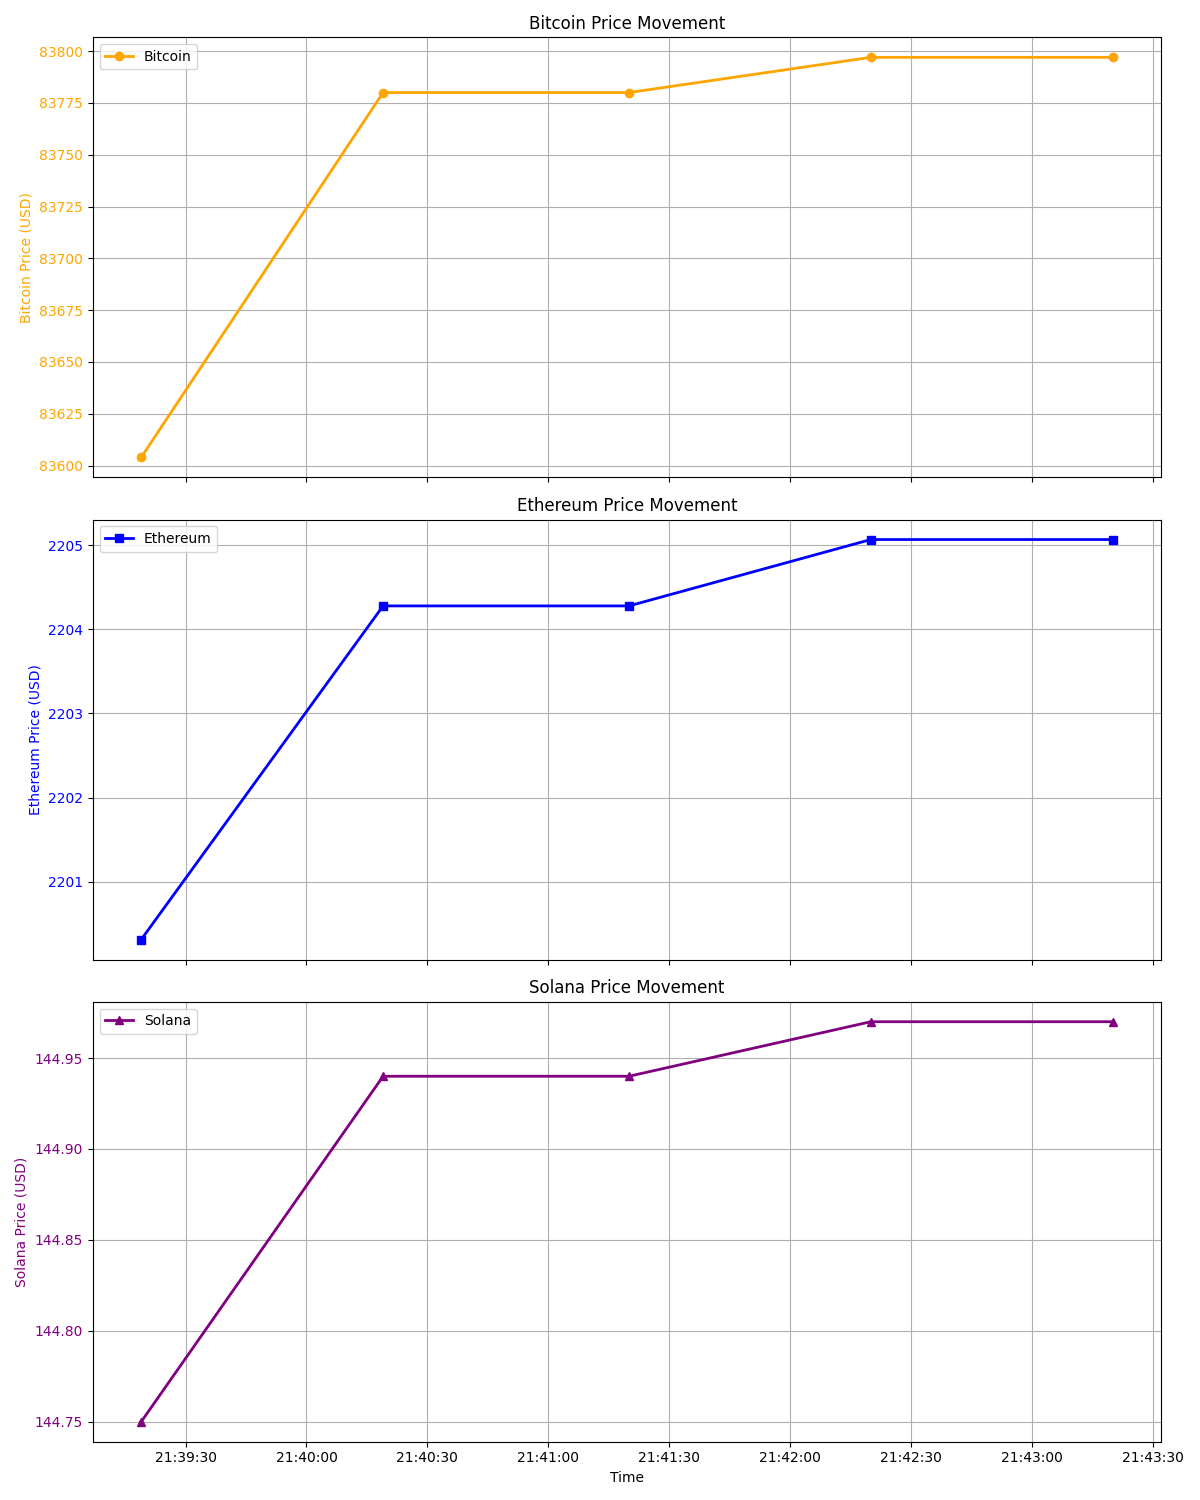 Bitcoin Price Movement
Bitcoin
Bitcoin Price (USD)
83800
83775
83750
83725
83700
83675
83650
83625
83600
Ethereum Price Movement
Ethereum
Ethereum Price (USD)
2205
2204
2203
2202
2201
Solana Price Movement
Solana
Solana Price (USD)
144.95
144.90
144.85
144.80
144.75
21:39:30 21:40:00 21:40:30 21:41:00 21:41:30 21:42:00 21:42:30 21:43:00 21:43:30
Time